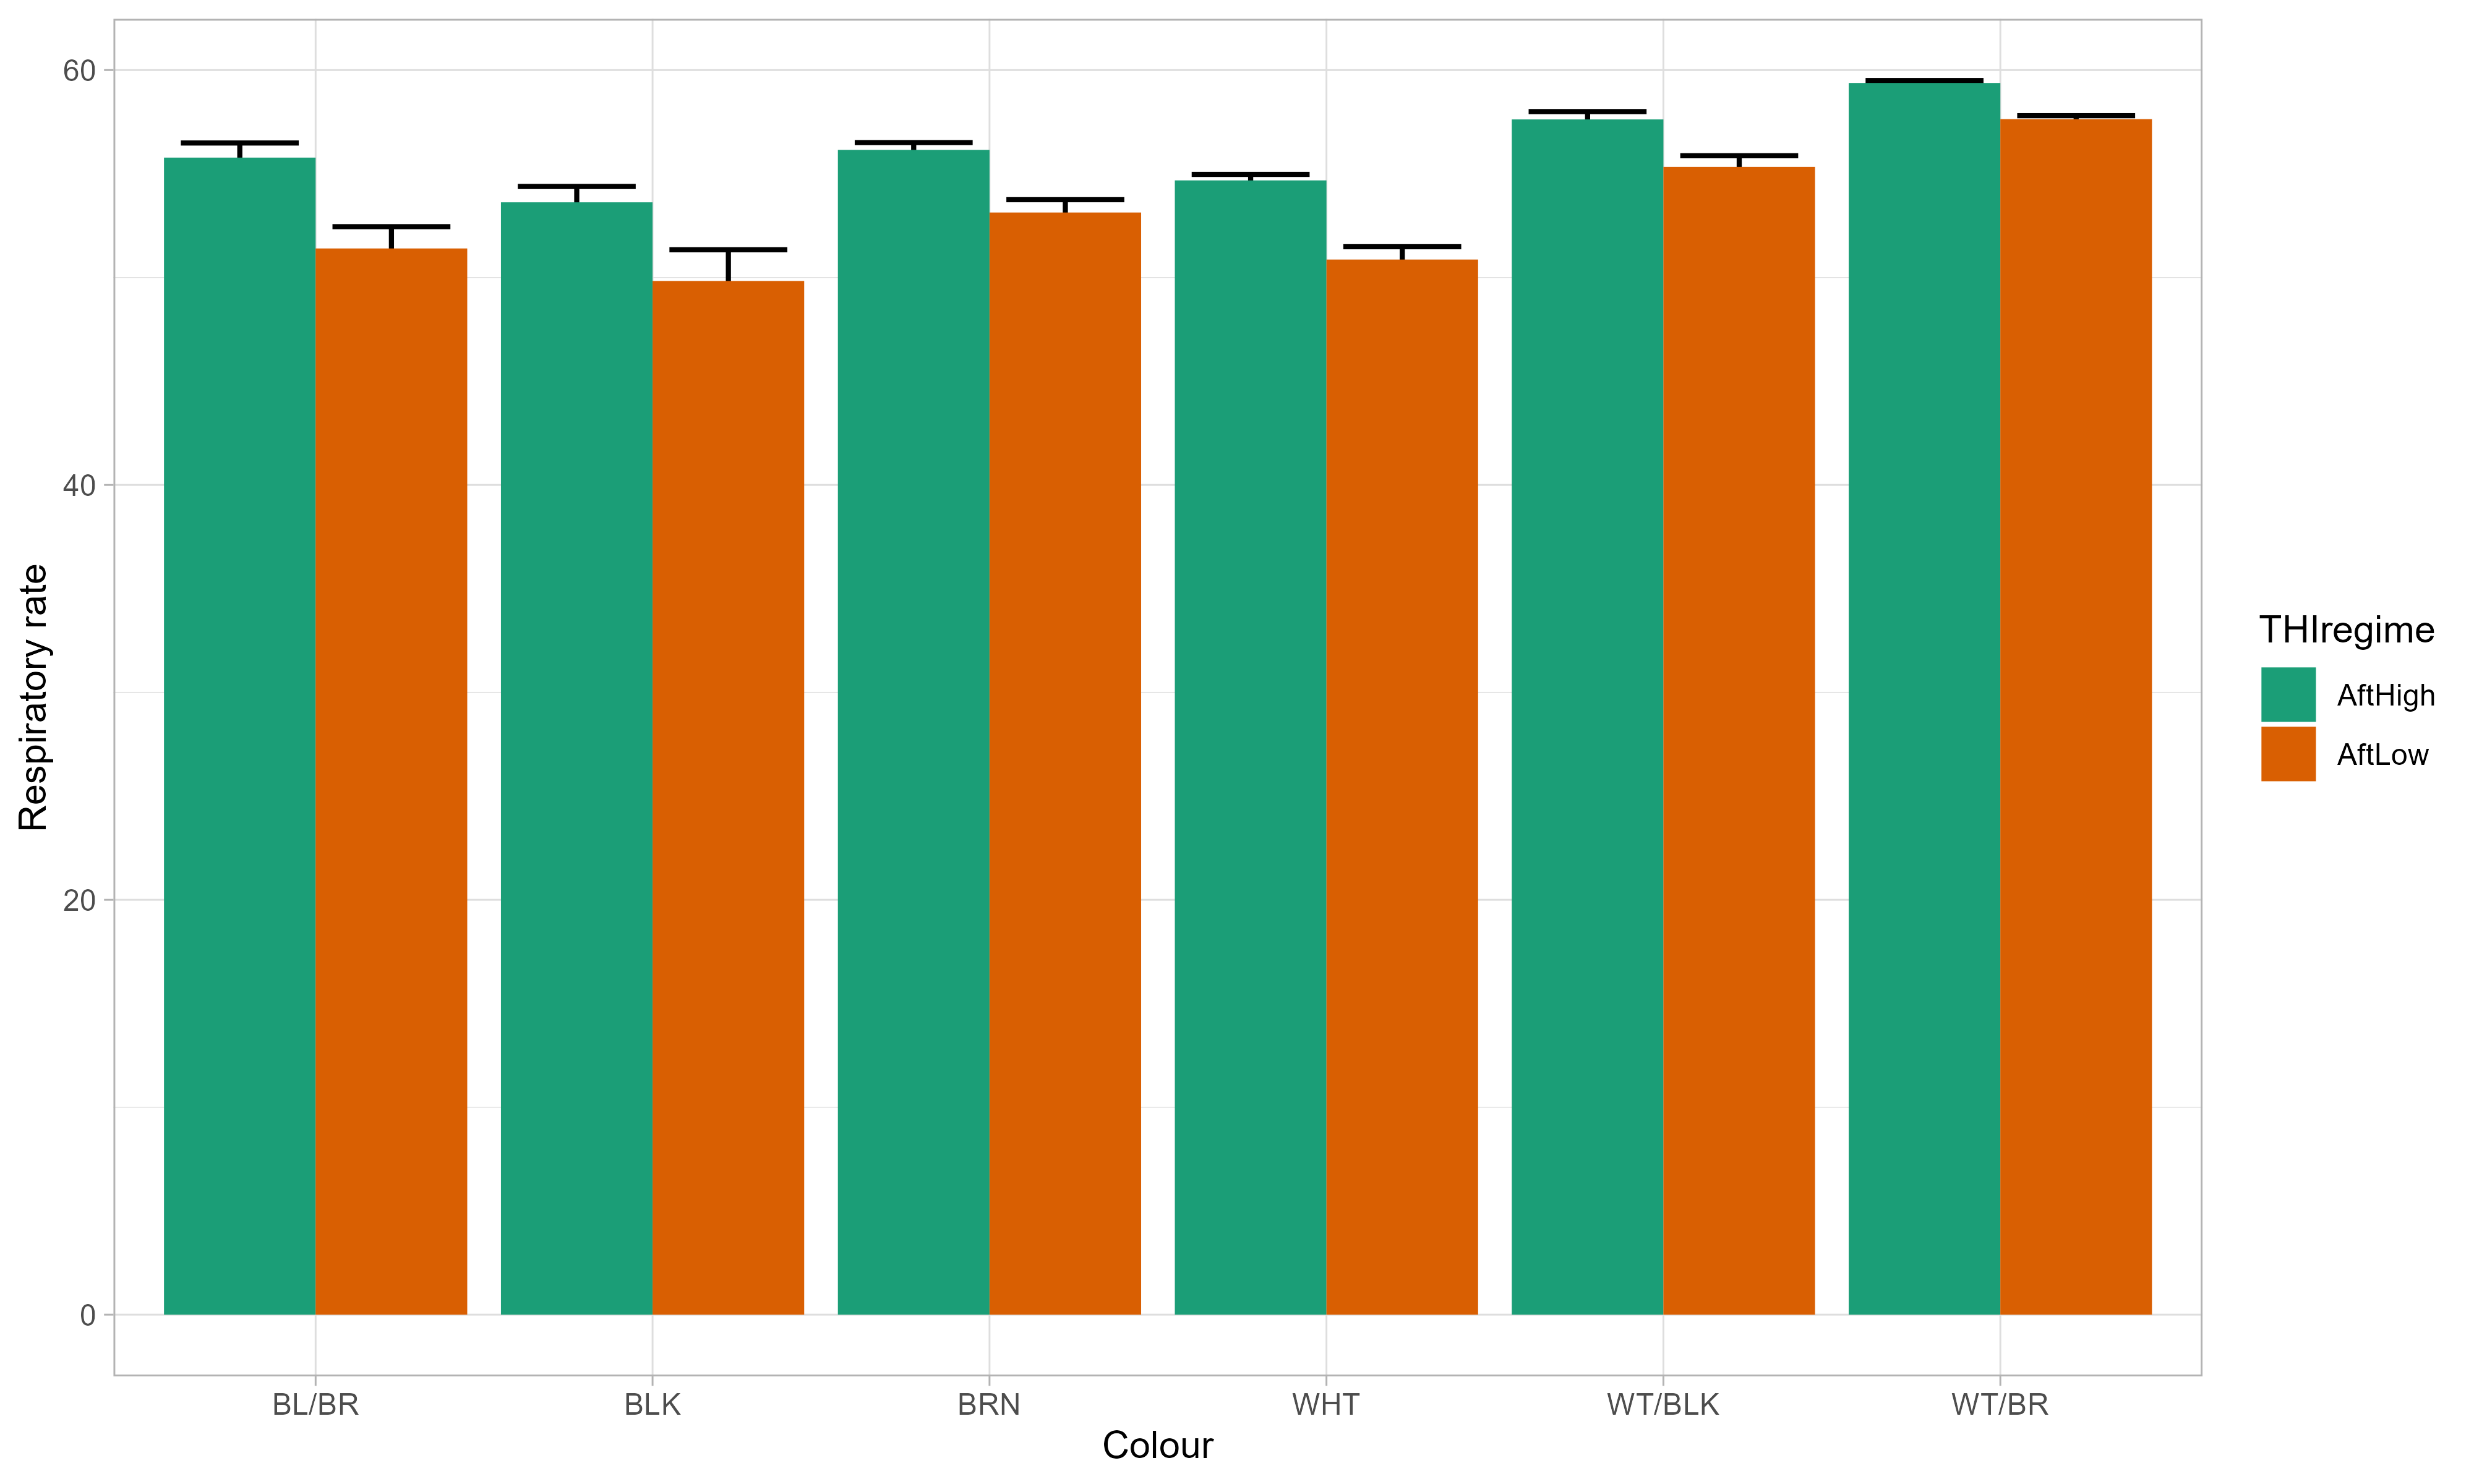 60
40
20
0
Respiratory rate
BL/BR
BLK
BRN
WHT
WT/BLK
WT/BR
Colour
THIregime
AftHigh
AftLow